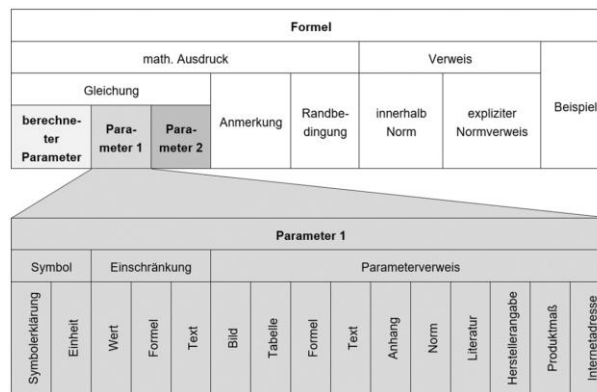 Formel
math. Ausdruck
Verweis
Beispiel
Gleichung
Anmerkung
Randbe-
dingung
innerhalb
Norm
expliziter
Normverweis
berechne-
ter
Parameter
Para-
meter 1
Para-
meter 2
Parameter 1
Symbol
Einschränkung
Parameterverweis
Symbolerklärung
Einheit
Wert
Formel
Text
Bild
Tabelle
Formel
Text
Anhang
Norm
Literatur
Herstellerangabe
Produktmaß
Internetadresse